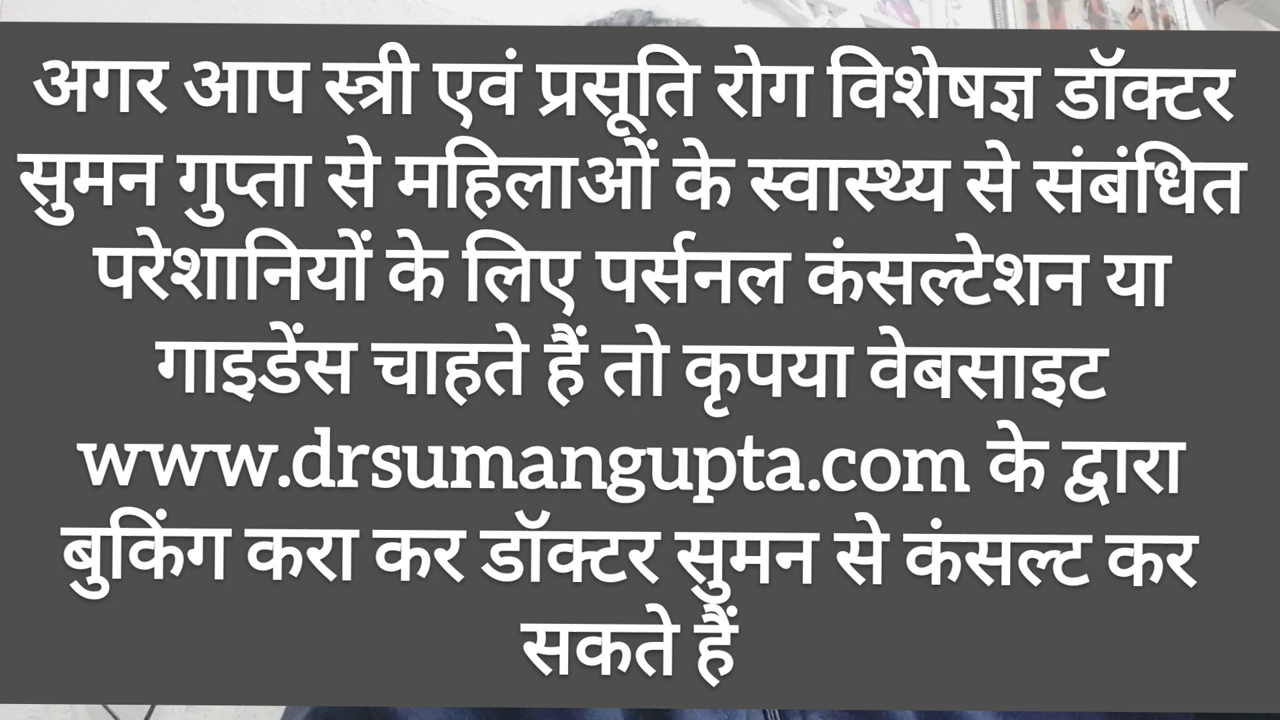 अगर आप स्त्री एवं प्रसूति रोग विशेषज्ञ डॉक्टर
सुमन गुप्ता से महिलाओं के स्वास्थ्य से संबंधित
परेशानियों के लिए पर्सनल कंसल्टेशन या
गाइडेंस चाहते हैं तो कृपया वेबसाइट
www.drsumangupta.com के द्वारा
बुकिंग करा कर डॉक्टर सुमन से कंसल्ट कर
सकते हैं